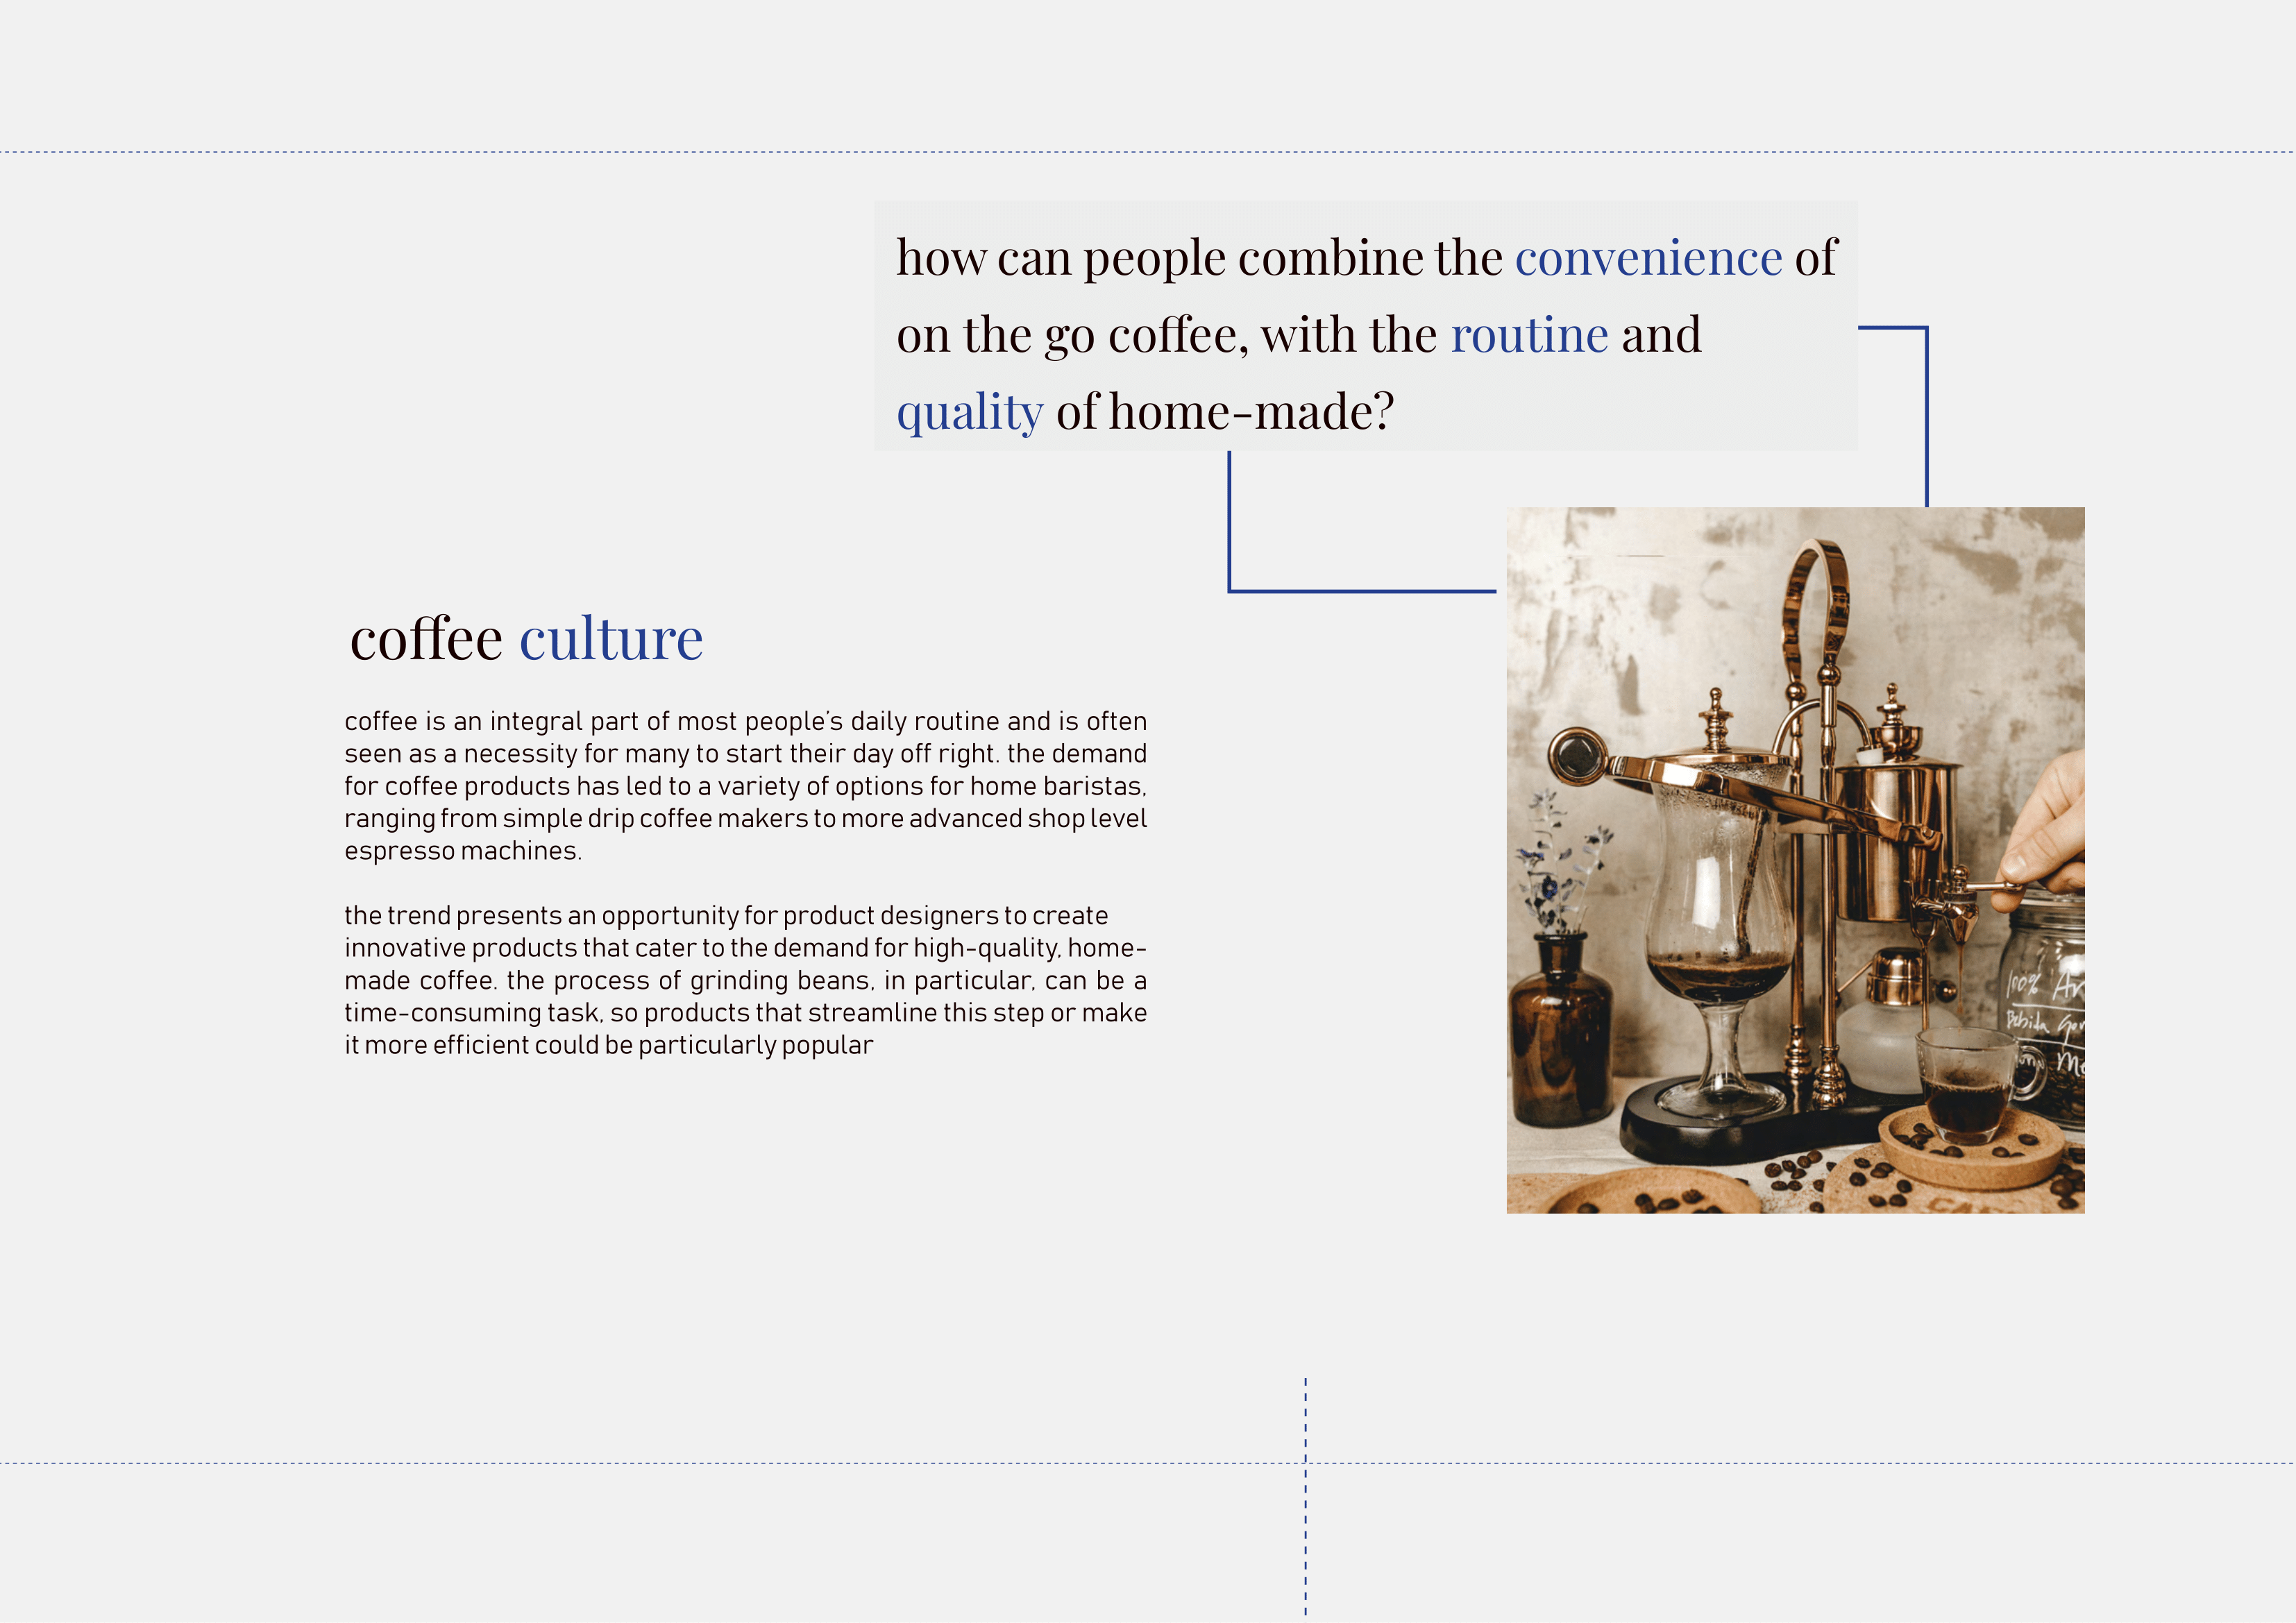 how can people combine the convenience of
on the go coffee, with the routine and
quality of home-made?
coffee culture
coffee is an integral part of most people's daily routine and is often
seen as a necessity for many to start their day off right. the demand
for coffee products has led to a variety of options for home baristas,
ranging from simple drip coffee makers to more advanced shop level
espresso machines.
the trend presents an opportunity for product designers to create
innovative products that cater to the demand for high-quality, home-
made coffee. the process of grinding beans, in particular, can be a
time-consuming task, so products that streamline this step or make
it more efficient could be particularly popular
100% Ar
Bebida